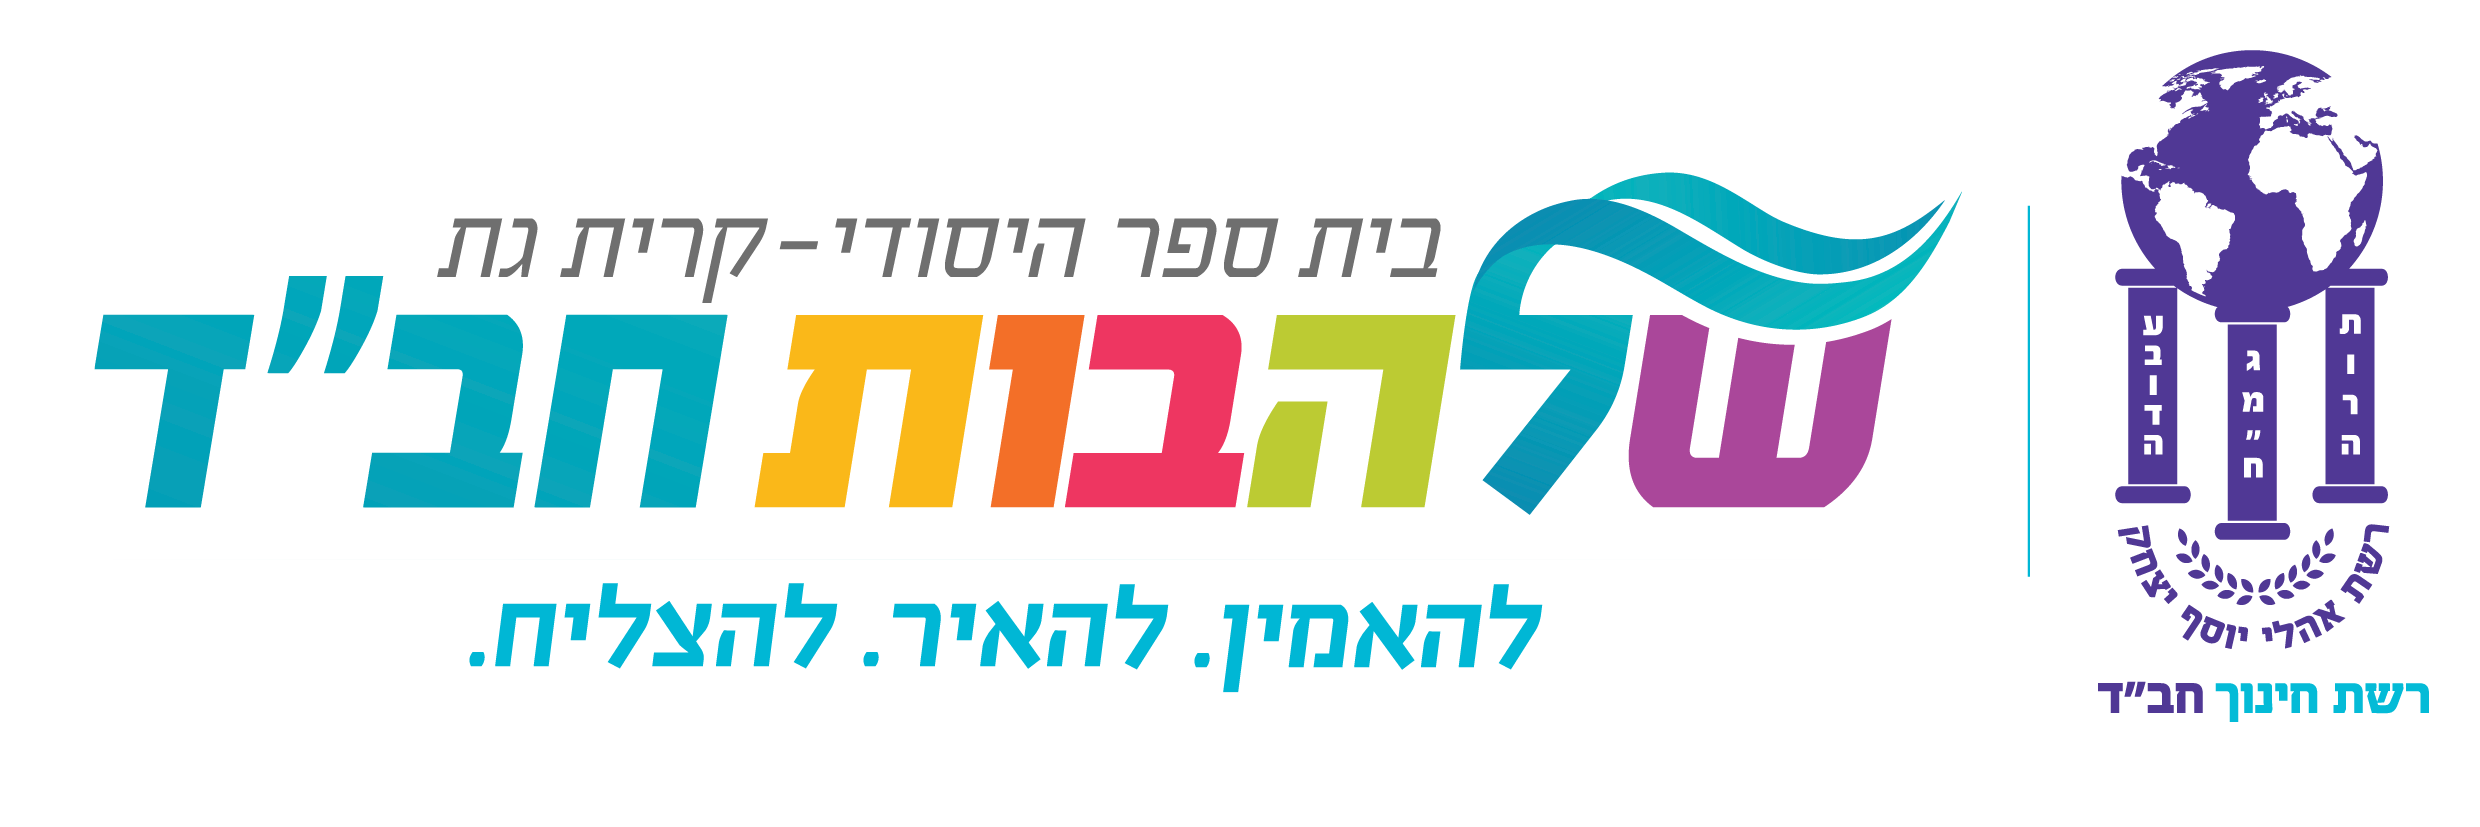 בית ספר היסודי - קרית גת
שלהבות חב"ד
להאמין. להאיר. להצליח.
תורה
גמ"ח
עבודה
רשת אהלי יוסף יצחק
רשת חינוך חב"ד